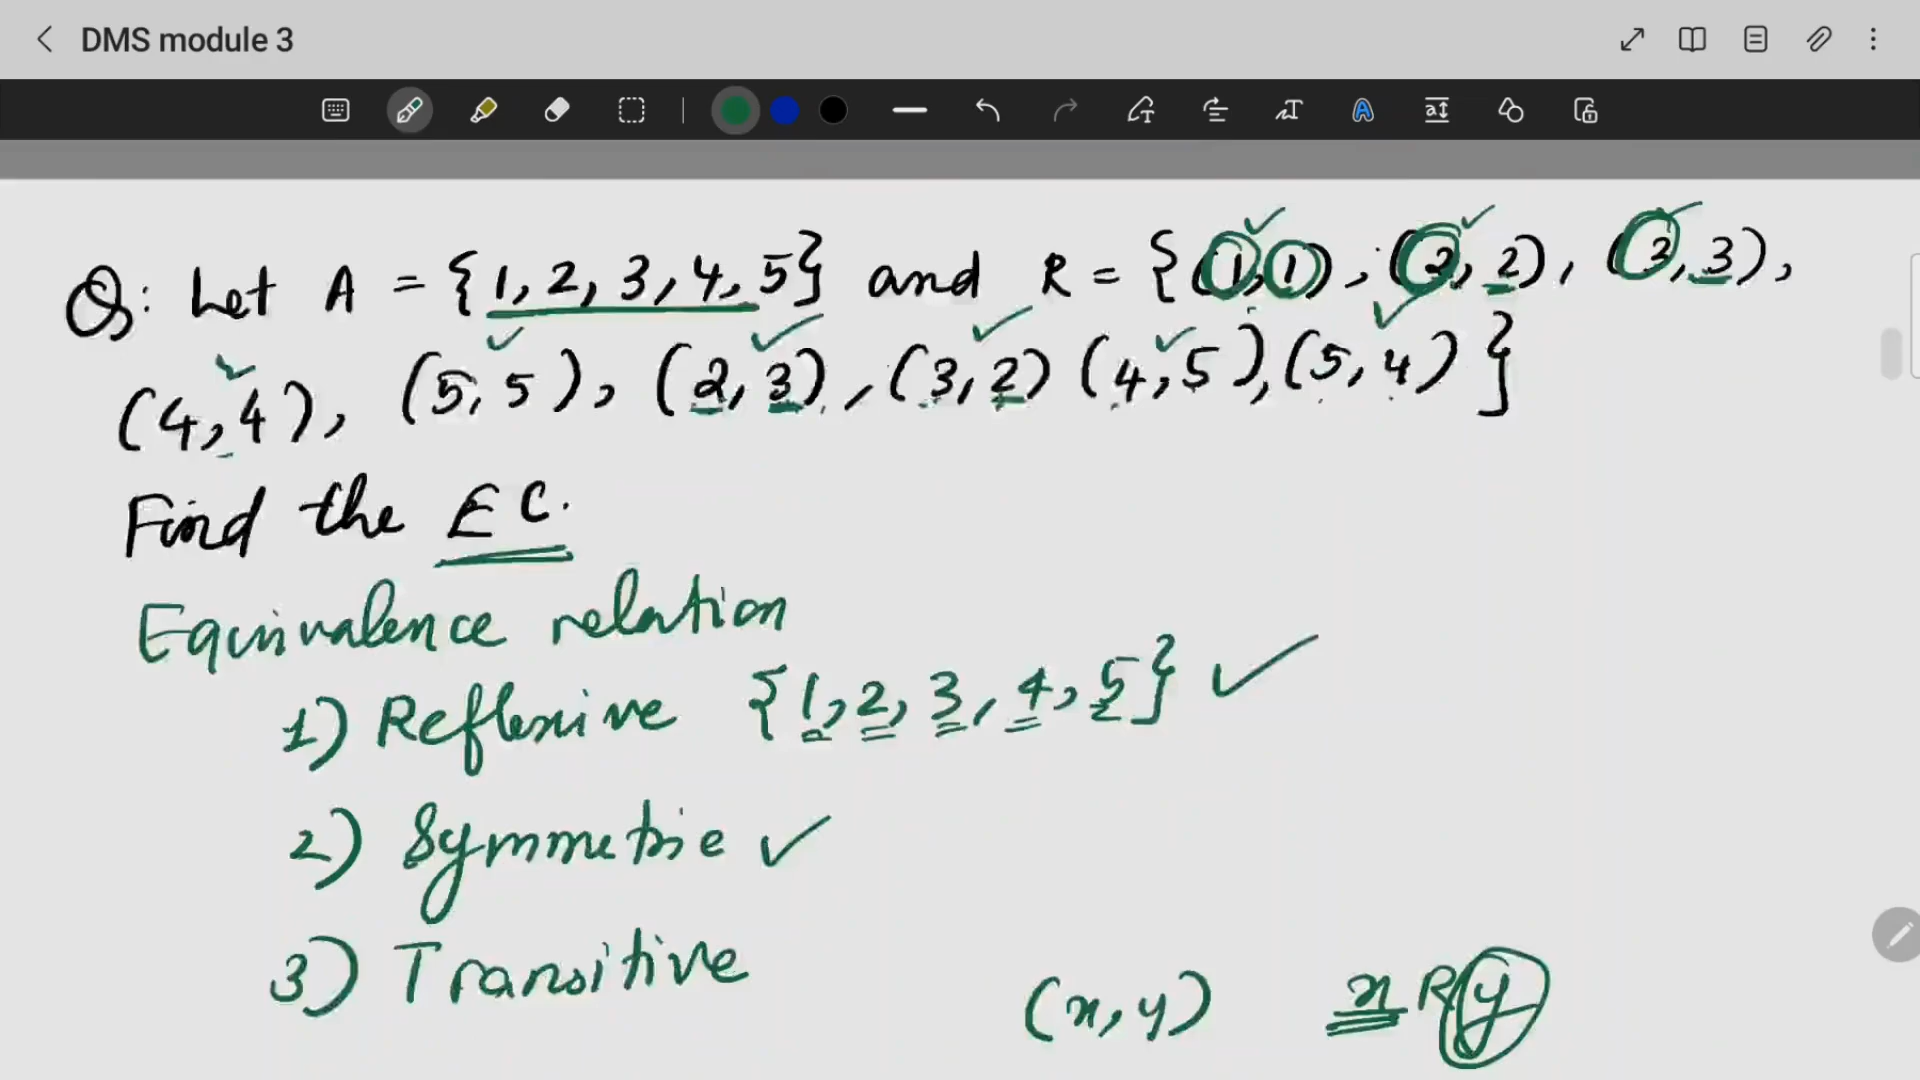 DMS module 3
Q: Let A = {1, 2, 3, 4, 5} and R = {(1, 1), (2, 2), (3, 3),
(4, 4), (5, 5), (2, 3), (3, 2) (4, 5), (5, 4)}
Find the EC.
Equivalence relation
1) Reflexive {1, 2, 3, 4, 5} ✓
2) Symmetric ✓
3) Transitive
(x, y) x R y